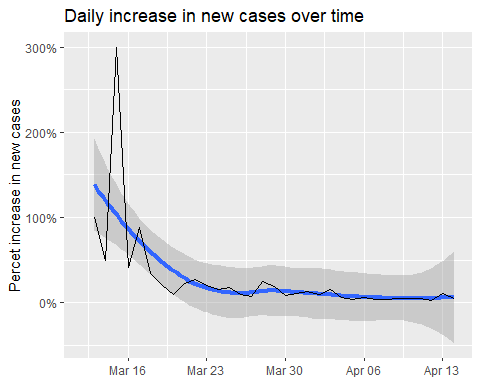 Daily increase in new cases over time
Percet increase in new cases
300%
200%
100%
0%
Mar 16
Mar 23
Mar 30
Apr 06
Apr 13